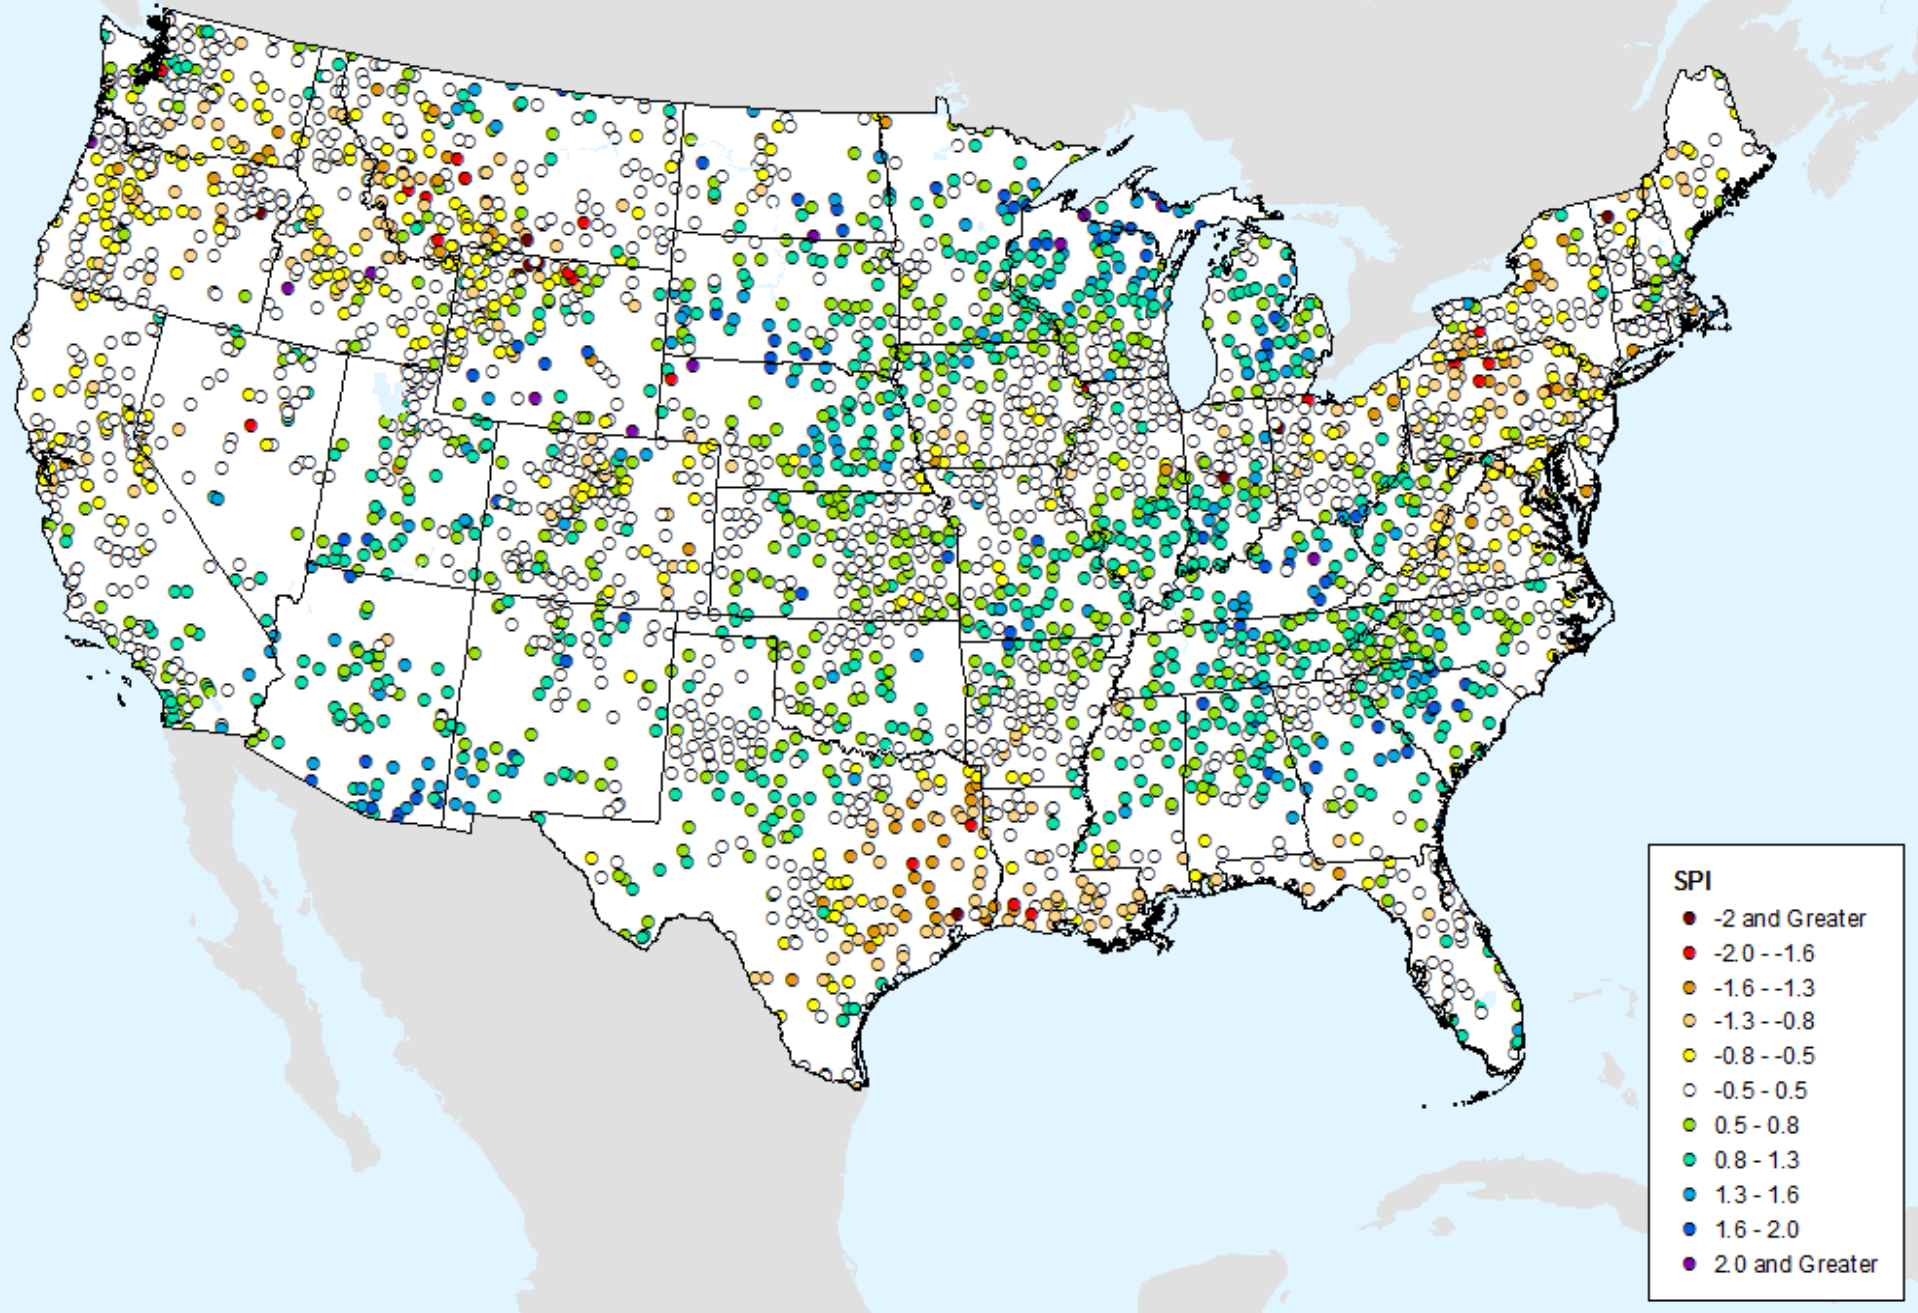 SPI
-2 and Greater
-2.0 - -1.6
-1.6 - -1.3
-1.3 - -0.8
-0.8 - -0.5
-0.5 - 0.5
0.5 - 0.8
0.8 - 1.3
1.3 - 1.6
1.6 - 2.0
2.0 and Greater